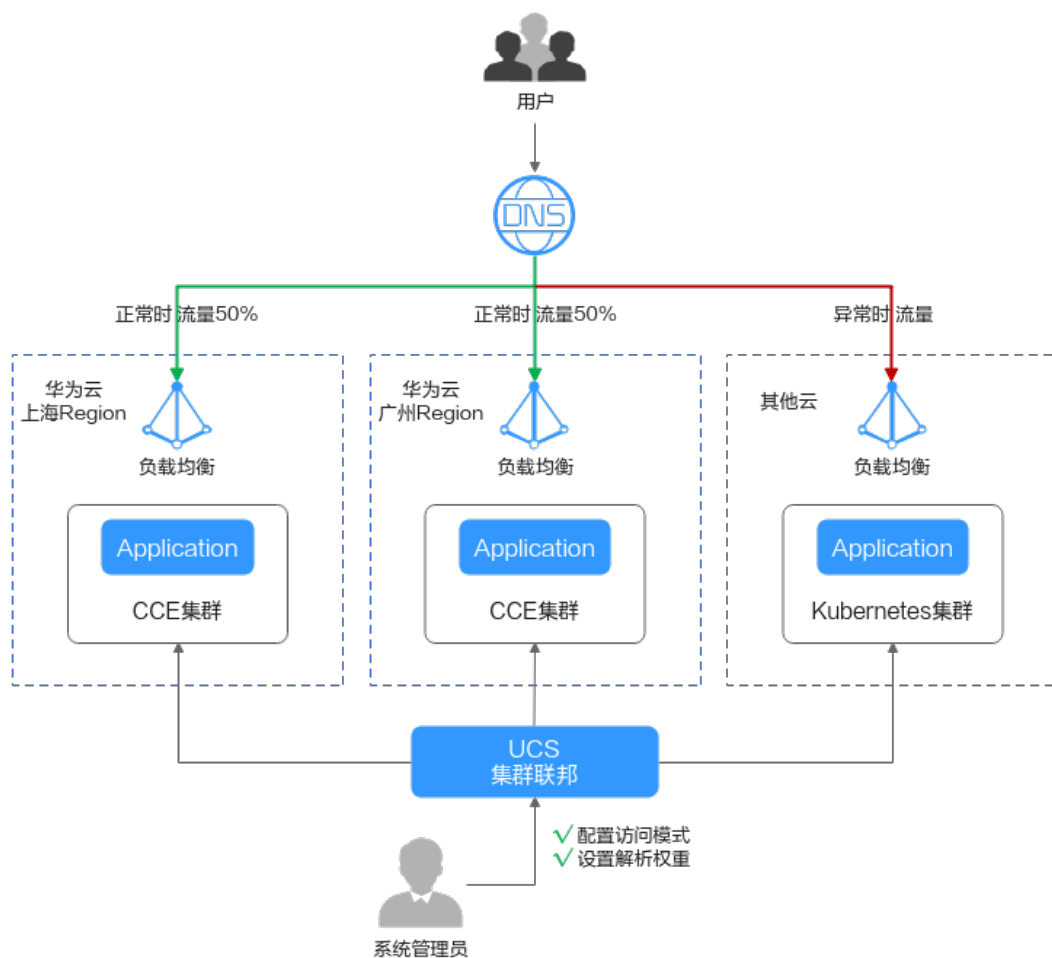 用户
DNS
正常时 流量50%
正常时 流量50%
异常时 流量
华为云
上海Region
负载均衡
Application
CCE集群
华为云
广州Region
负载均衡
Application
CCE集群
其他云
负载均衡
Application
Kubernetes集群
UCS
集群联邦
√ 配置访问模式
√ 设置解析权重
系统管理员